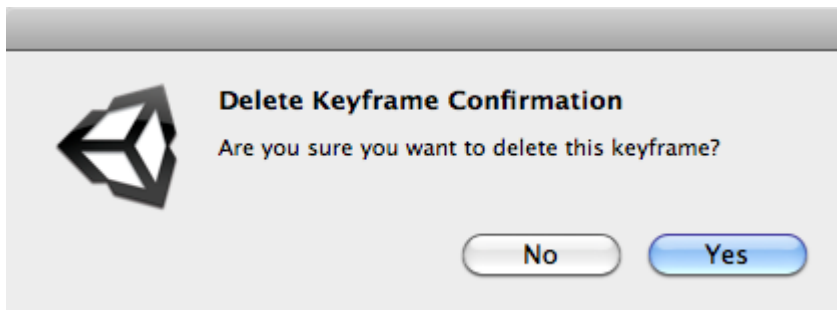 Delete Keyframe Confirmation
Are you sure you want to delete this keyframe?
No
Yes